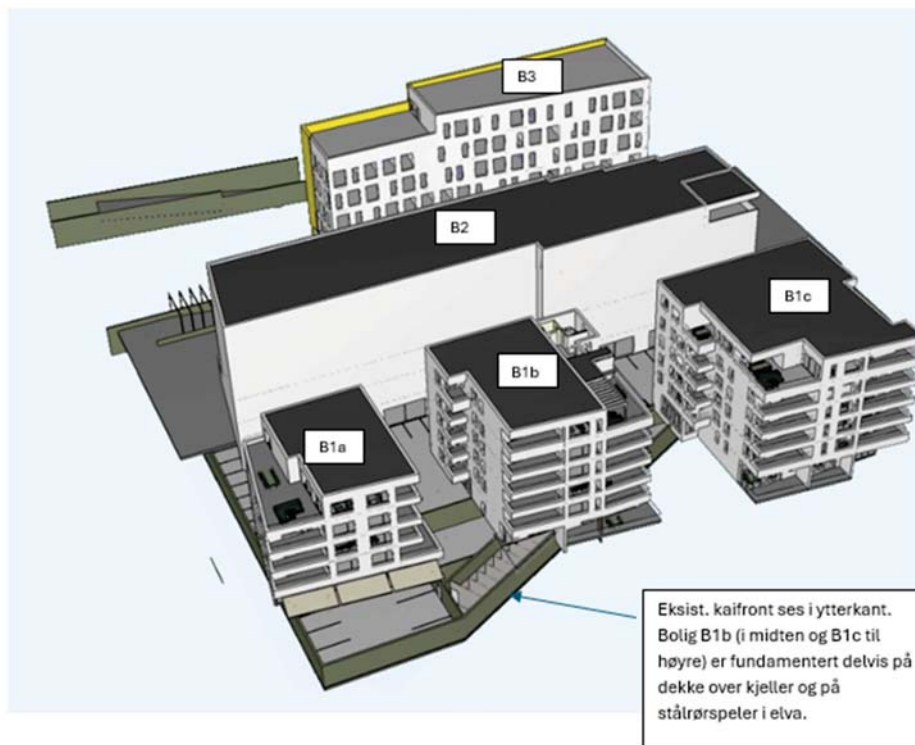 B3
B2
B1c
B1b
B1a
Eksist. kaifront ses i ytterkant.
Bolig B1b (i midten og B1c til
høyre) er fundamentert delvis på
dekke over kjeller og på
stålrørspeler i elva.